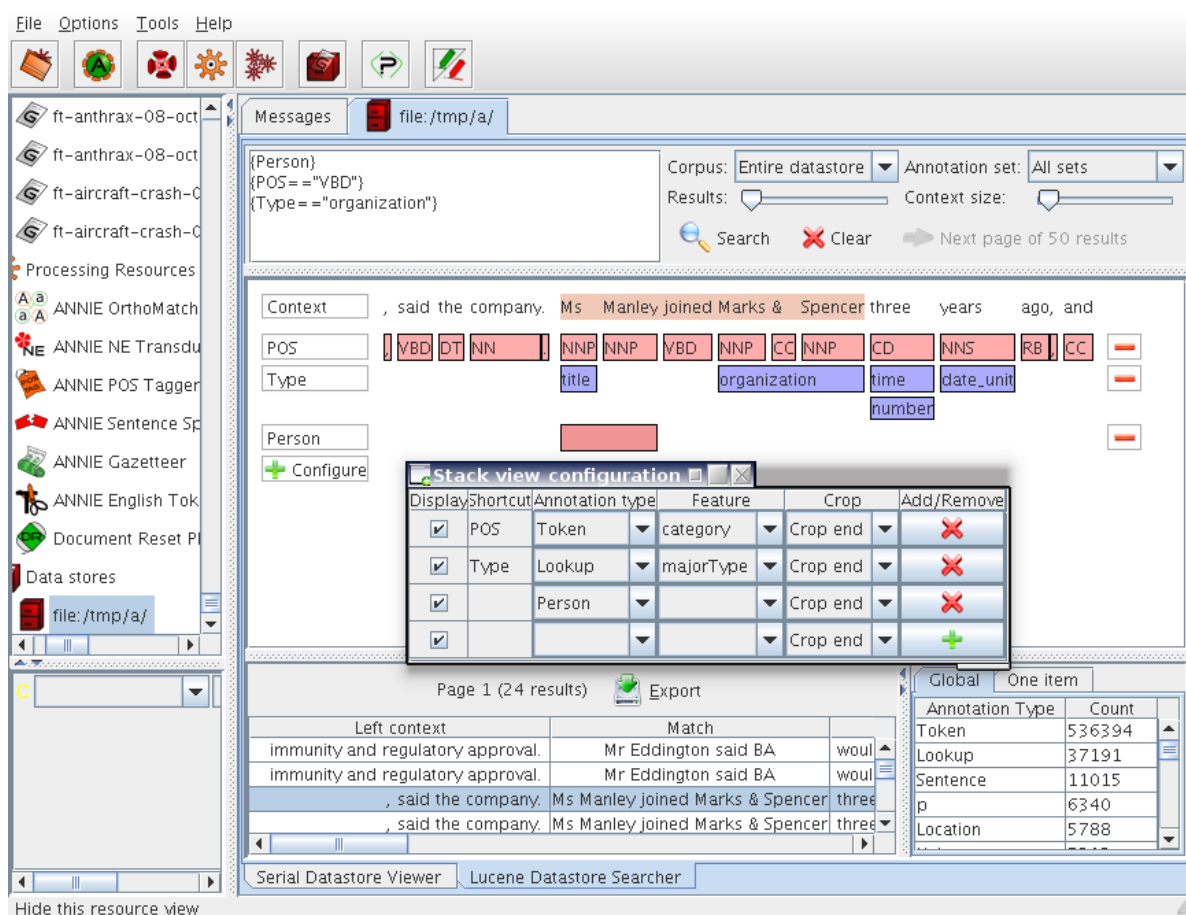 File Options Tools Help
ft-anthrax-08-oct
ft-anthrax-08-oct
ft-aircraft-crash-0
ft-aircraft-crash-0
Processing Resources
ANNIE OrthoMatch
ANNIE NE Transdu
ANNIE POS Tagger
ANNIE Sentence Sp
ANNIE Gazetteer
ANNIE English Tok
Document Reset P
Data stores
file:/tmp/a/
Messages file:/tmp/a/
{Person}
{POS=="VBD"}
{Type=="organization"}
Corpus: Entire datastore Annotation set: All sets
Results: Context size:
Search Clear Next page of 50 results
Context , said the company. Ms Manley joined Marks & Spencer three years ago, and
POS , VBD DT NN . NNP NNP VBD NNP CC NNP CD NNS RB , CC
Type title organization time date_unit
number
Person
Configure
Stack view configuration
Display Shortcut Annotation type Feature Crop Add/Remove
POS Token category Crop end
Type Lookup majorType Crop end
Person Crop end
Crop end
Page 1 (24 results) Export
Left context Match
immunity and regulatory approval. Mr Eddington said BA woul
immunity and regulatory approval. Mr Eddington said BA woul
, said the company. Ms Manley joined Marks & Spencer three
, said the company. Ms Manley joined Marks & Spencer three
Global One item
Annotation Type Count
Token 536394
Lookup 37191
Sentence 11015
p 6340
Location 5788
C
Serial Datastore Viewer Lucene Datastore Searcher
Hide this resource view